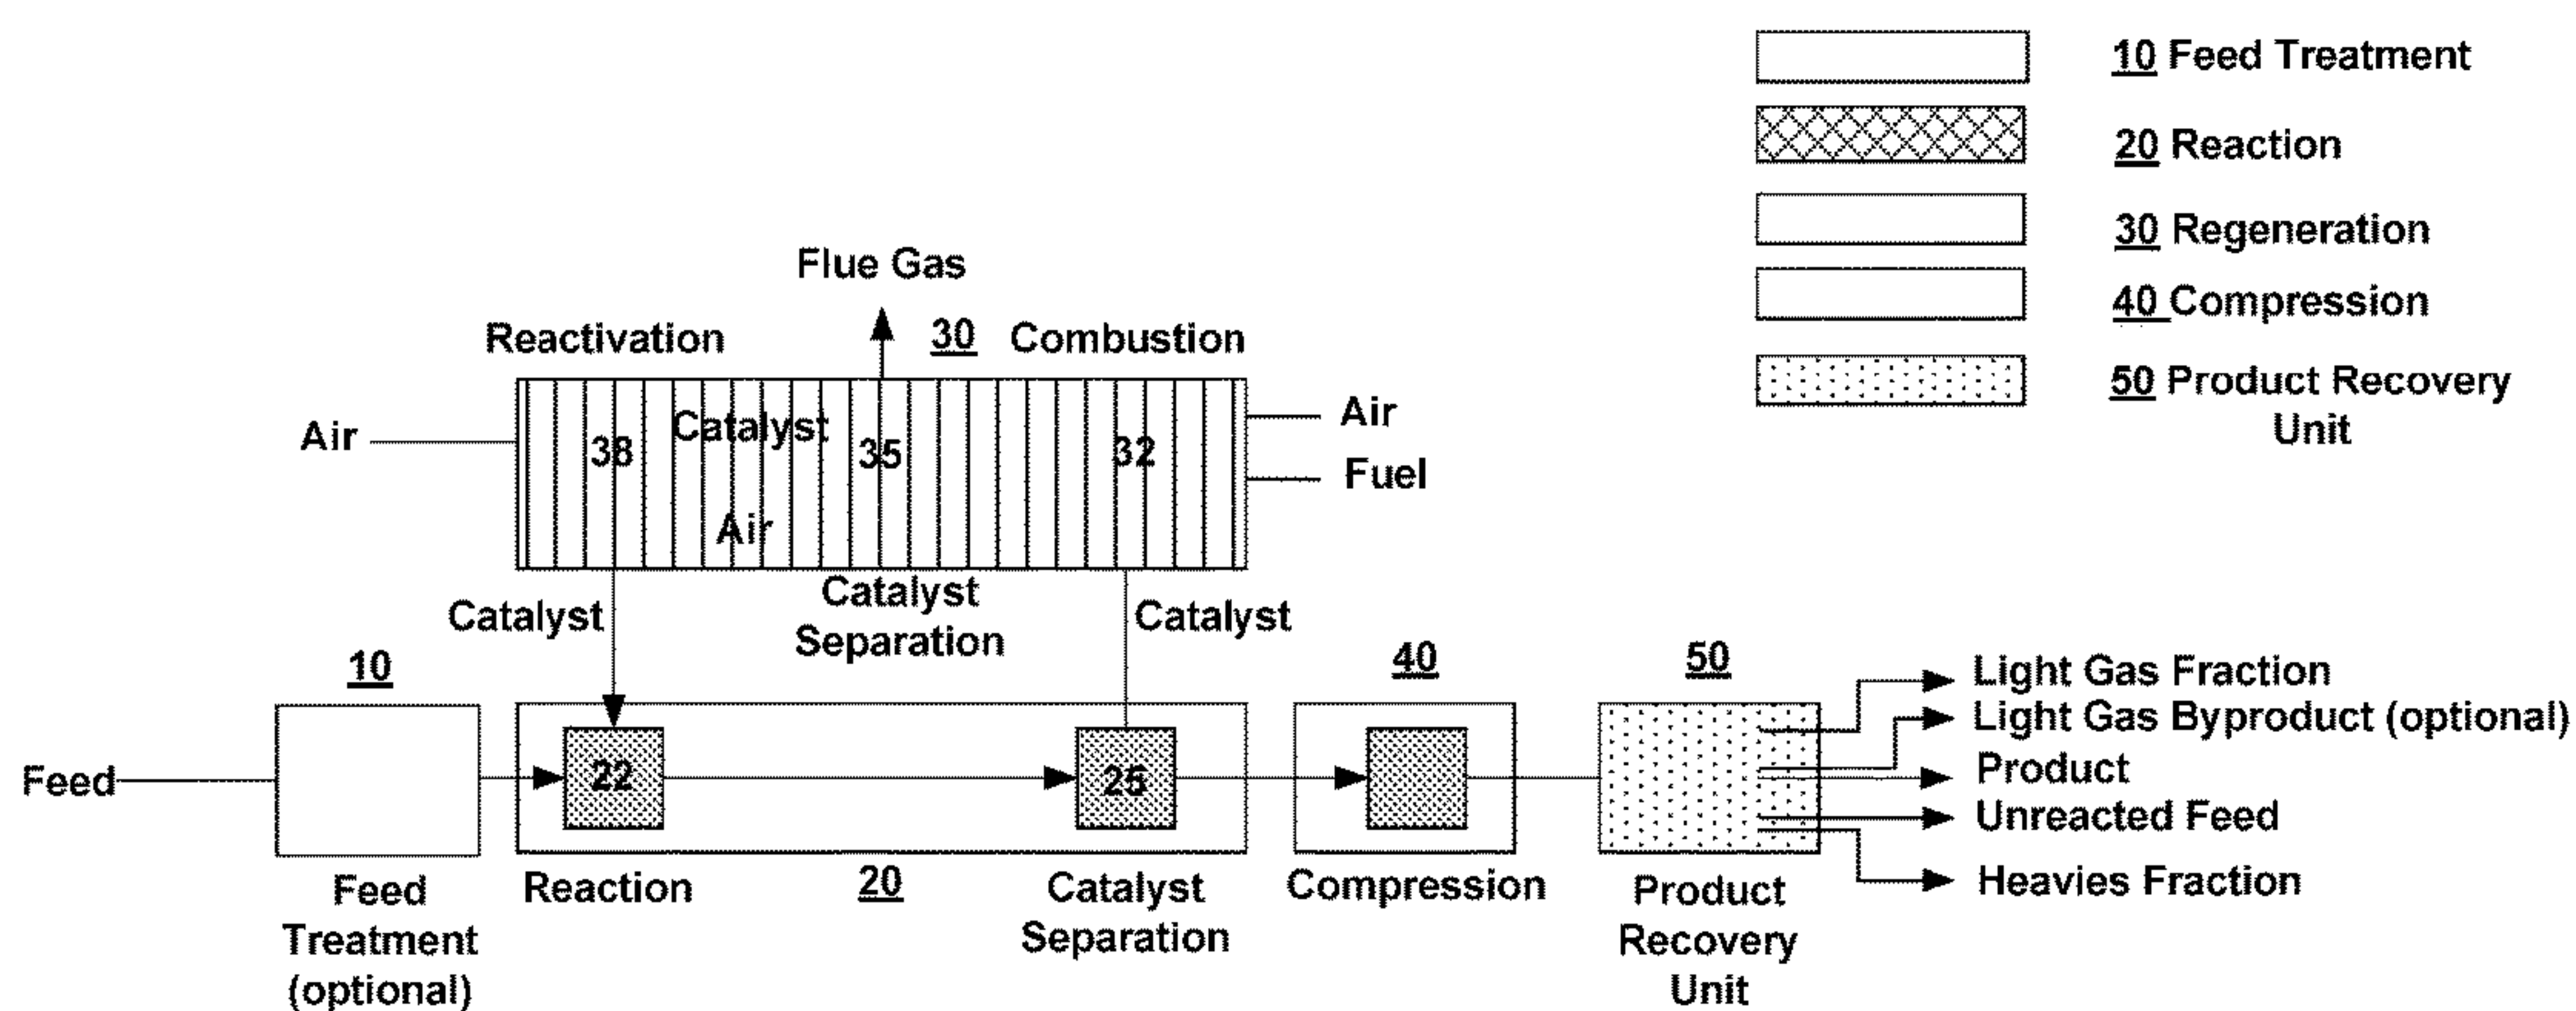 10 Feed Treatment
20 Reaction
30 Regeneration
40 Compression
50 Product Recovery
Unit
Flue Gas
Reactivation
30
Combustion
Air
38
Catalyst
35
32
Air
Fuel
Air
Catalyst
Catalyst
Separation
Catalyst
10
40
50
Feed
22
25
Light Gas Fraction
Light Gas Byproduct (optional)
Product
Unreacted Feed
Heavies Fraction
Feed
Treatment
(optional)
Reaction
20
Catalyst
Separation
Compression
Product
Recovery
Unit